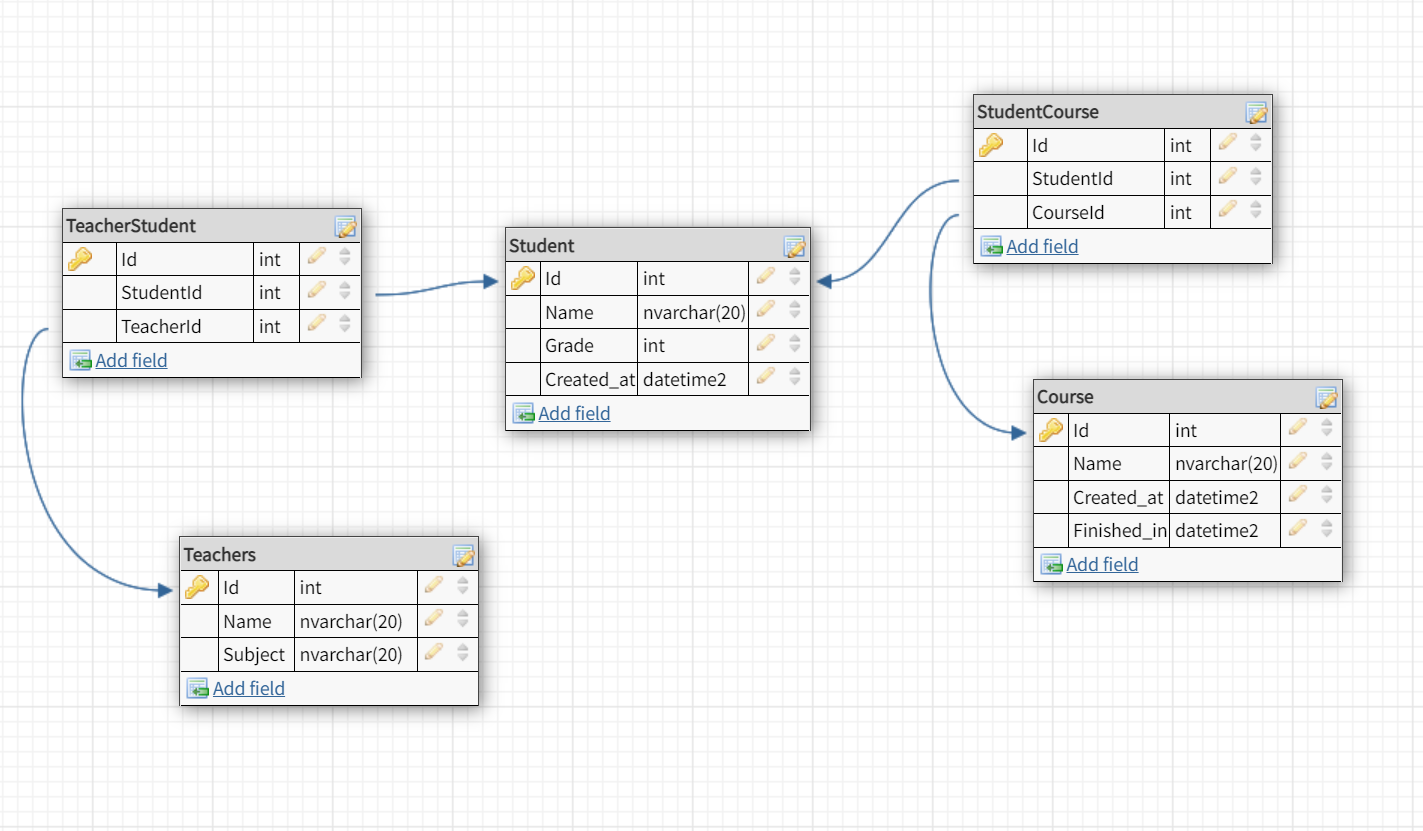 StudentCourse
Id int
StudentId int
CourseId int
Add field
TeacherStudent
Id int
StudentId int
TeacherId int
Add field
Student
Id int
Name nvarchar(20)
Grade int
Created_at datetime2
Add field
Course
Id int
Name nvarchar(20)
Created_at datetime2
Finished_in datetime2
Add field
Teachers
Id int
Name nvarchar(20)
Subject nvarchar(20)
Add field